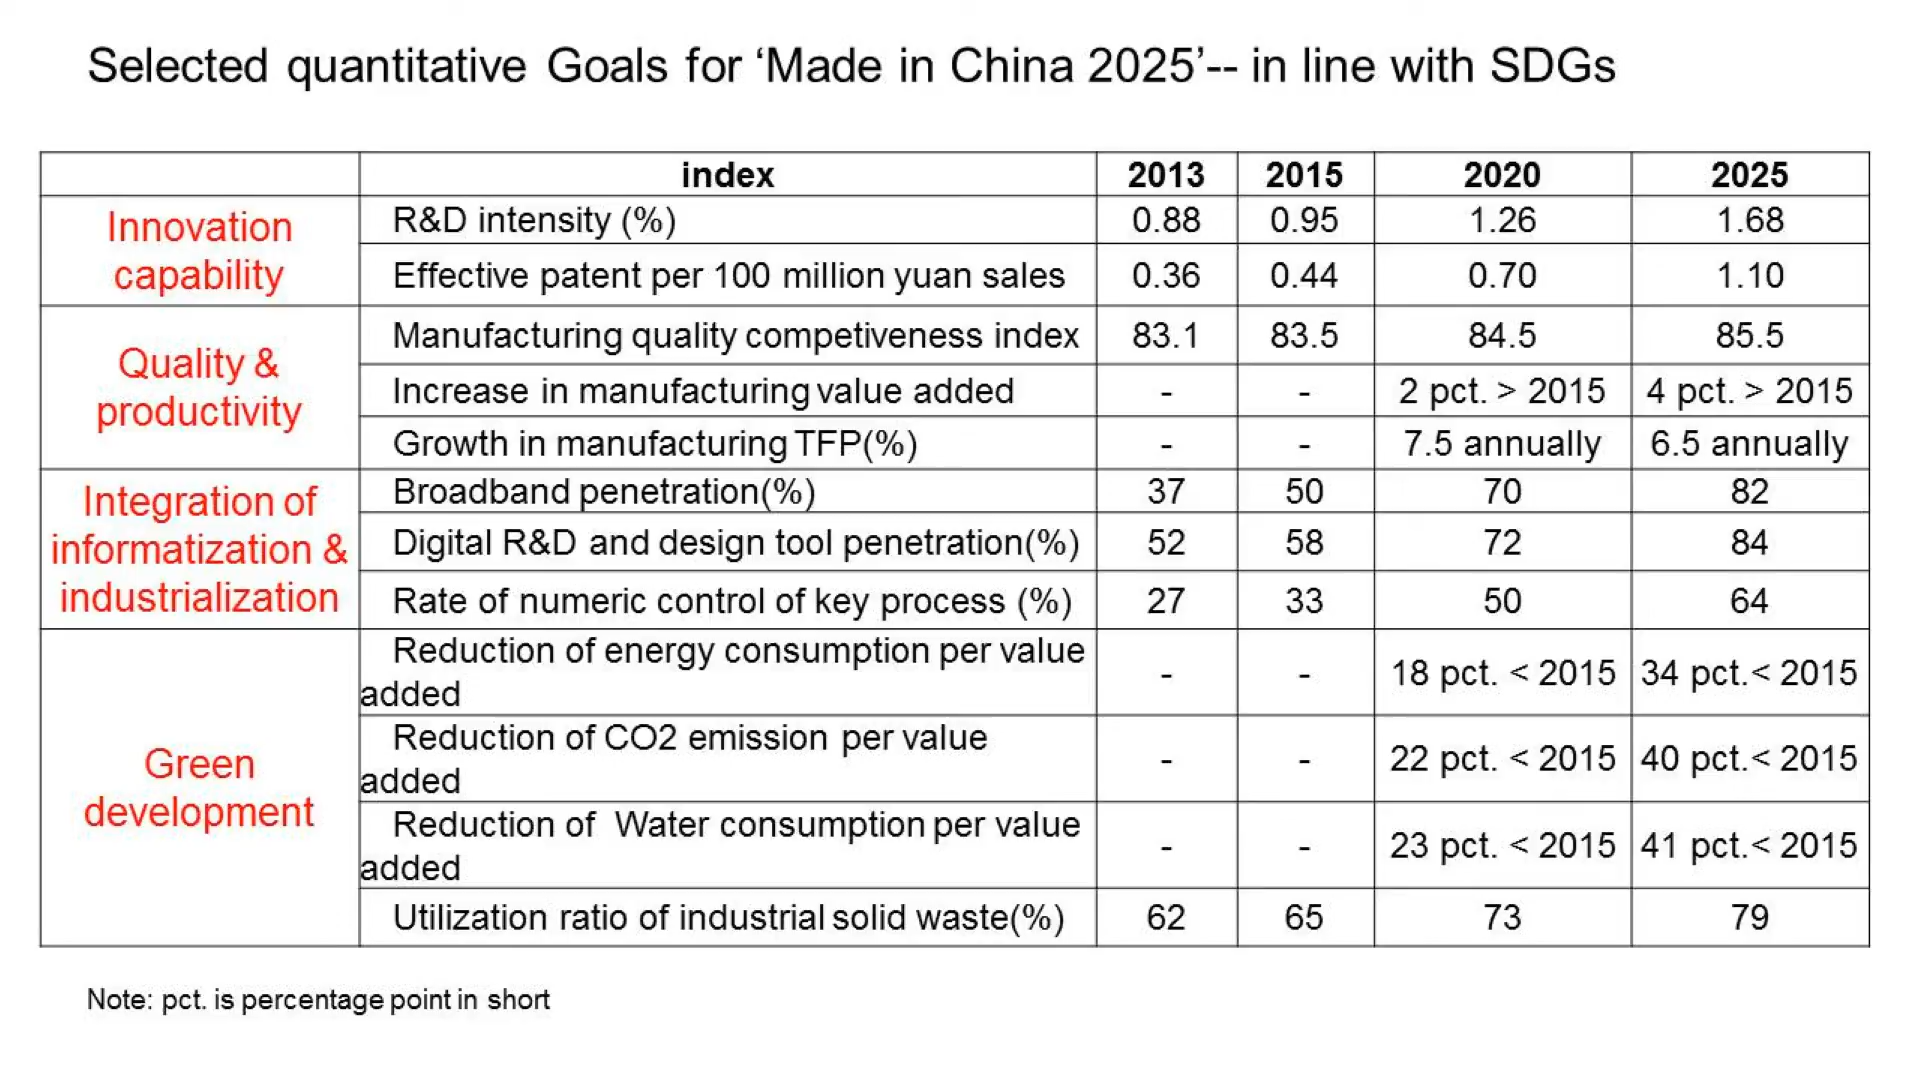 Selected quantitative Goals for ‘Made in China 2025’-- in line with SDGs
index 2013 2015 2020 2025
Innovation
capability
R&D intensity (%) 0.88 0.95 1.26 1.68
Effective patent per 100 million yuan sales 0.36 0.44 0.70 1.10
Quality &
productivity
Manufacturing quality competiveness index 83.1 83.5 84.5 85.5
Increase in manufacturing value added - - 2 pct. > 2015 4 pct. > 2015
Growth in manufacturing TFP(%) - - 7.5 annually 6.5 annually
Integration of
informatization &
industrialization
Broadband penetration(%) 37 50 70 82
Digital R&D and design tool penetration(%) 52 58 72 84
Rate of numeric control of key process (%) 27 33 50 64
Green
development
Reduction of energy consumption per value
added - - 18 pct. < 2015 34 pct.< 2015
Reduction of CO2 emission per value
added - - 22 pct. < 2015 40 pct.< 2015
Reduction of Water consumption per value
added - - 23 pct. < 2015 41 pct.< 2015
Utilization ratio of industrial solid waste(%) 62 65 73 79
Note: pct. is percentage point in short